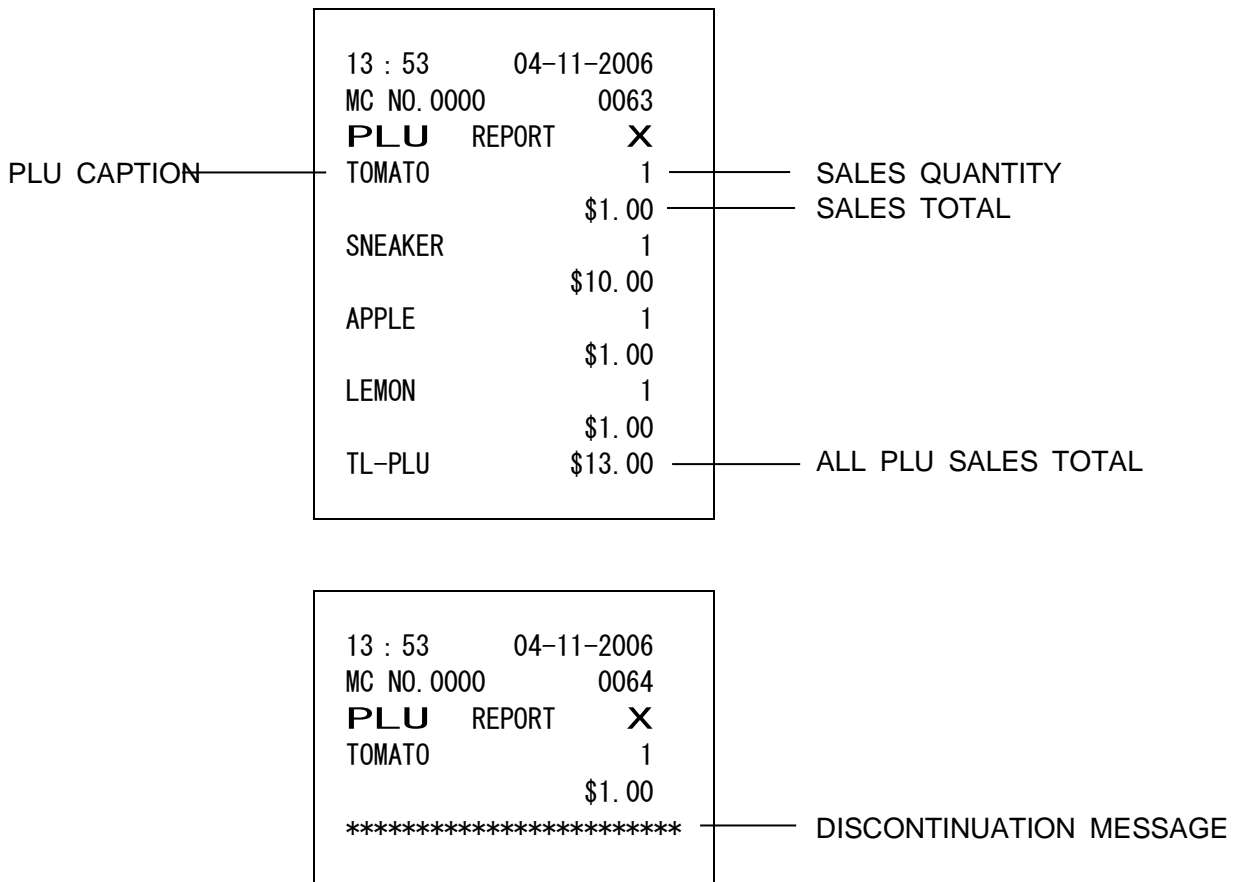 13:53 04-11-2006
MC NO.0000 0063
PLU REPORT X
PLU CAPTION TOMATO 1 SALES QUANTITY
$1.00 SALES TOTAL
SNEAKER 1
$10.00
APPLE 1
$1.00
LEMON 1
$1.00
TL-PLU $13.00 ALL PLU SALES TOTAL
13:53 04-11-2006
MC NO.0000 0064
PLU REPORT X
TOMATO 1
$1.00
************************ DISCONTINUATION MESSAGE